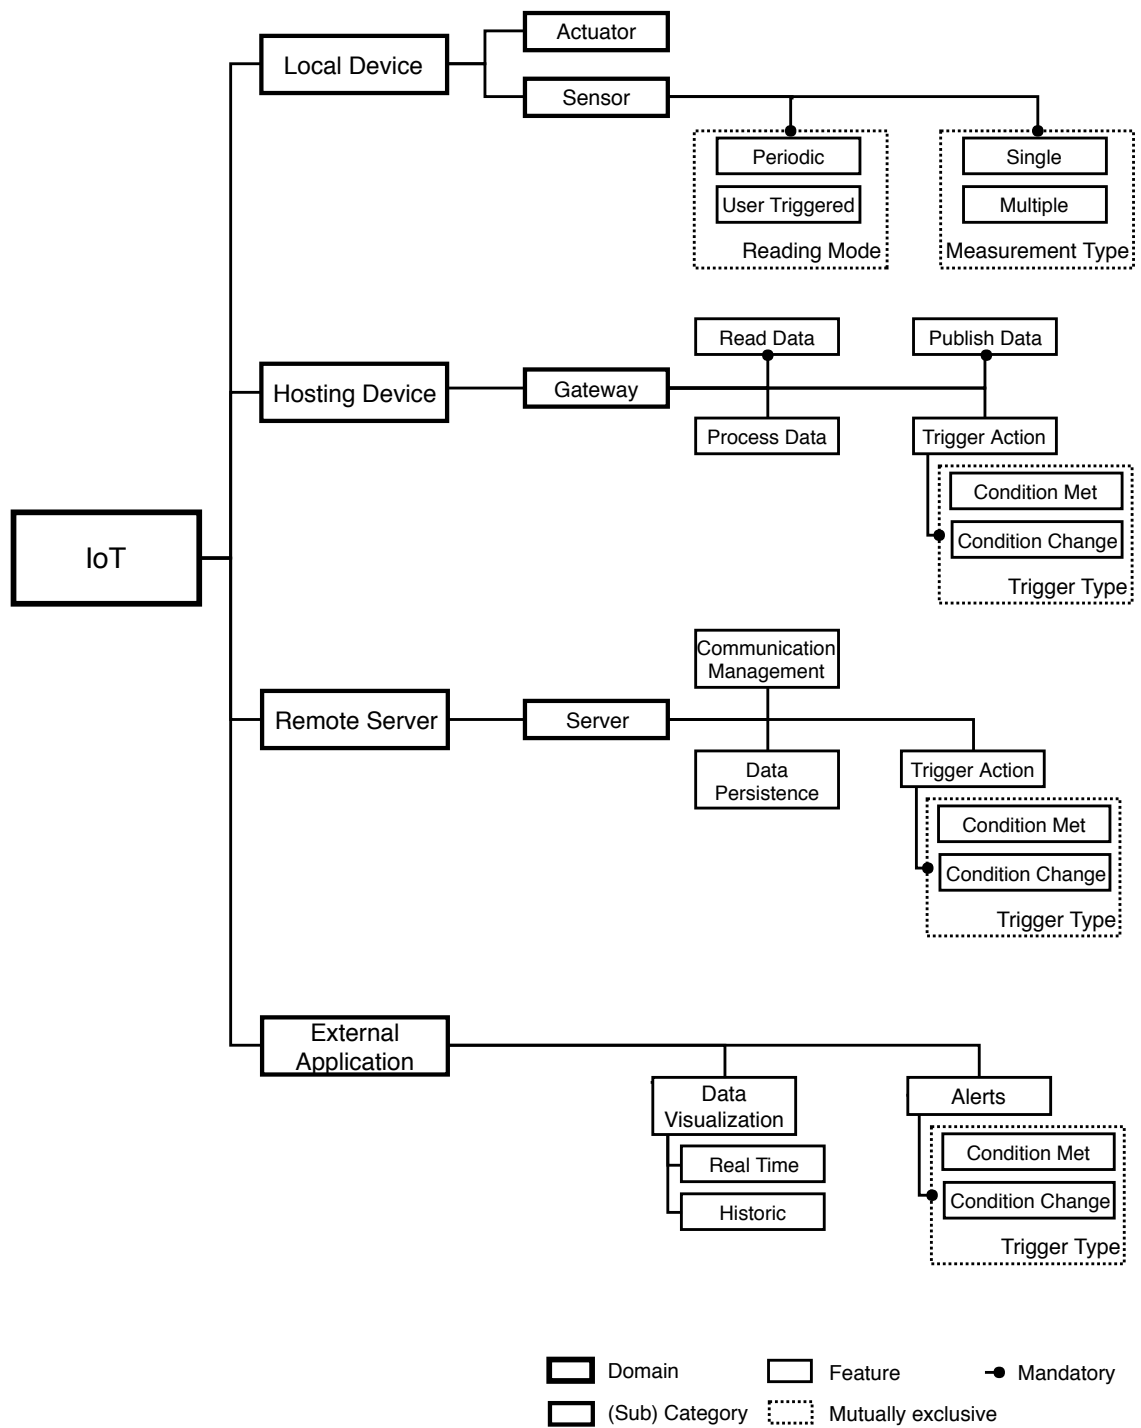 Actuator
Local Device
Sensor
Periodic
Single
User Triggered
Multiple
Reading Mode
Measurement Type
Read Data
Publish Data
Hosting Device
Gateway
Process Data
Trigger Action
Condition Met
Condition Change
Trigger Type
IoT
Communication
Management
Remote Server
Server
Data
Persistence
Trigger Action
Condition Met
Condition Change
Trigger Type
External
Application
Data
Visualization
Alerts
Real Time
Historic
Condition Met
Condition Change
Trigger Type
Domain
Feature
Mandatory
(Sub) Category
Mutually exclusive